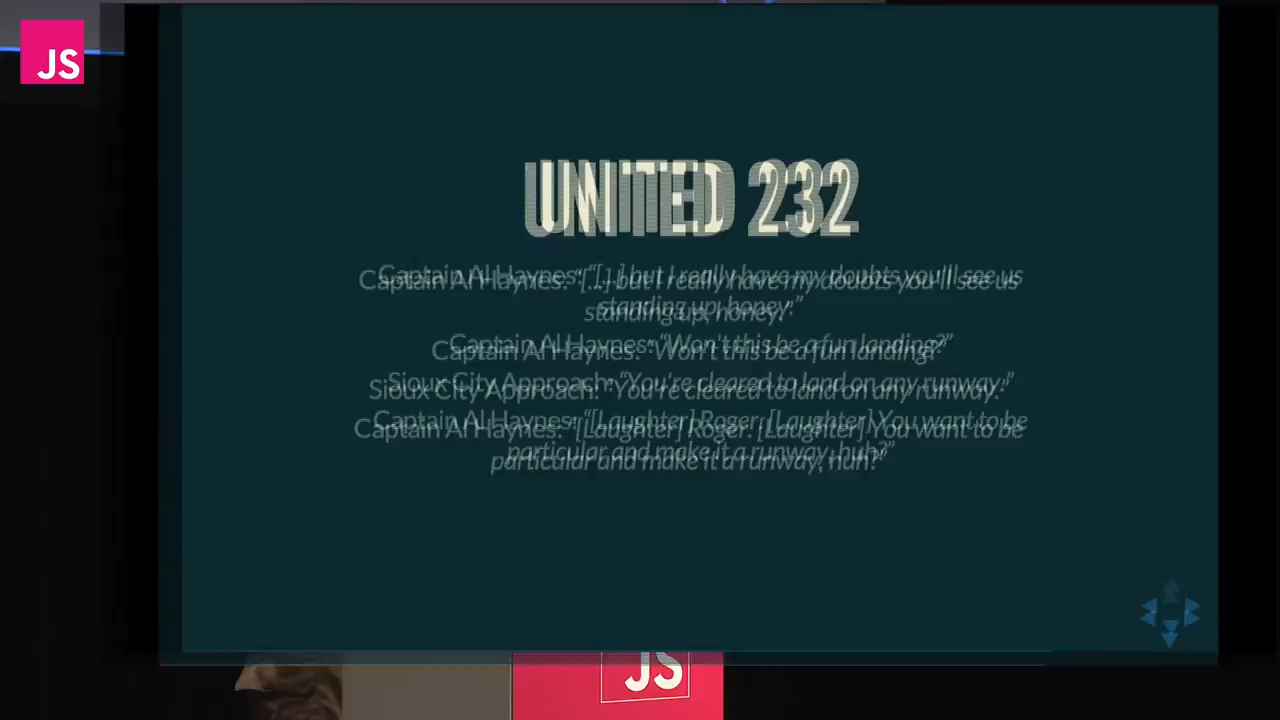 JS
UNITED 232
Captain Al Haynes: “[...] but I really have my doubts you'll see us
standing up, honey.”
Captain Al Haynes: “Won't this be a fun landing?”
Sioux City Approach: “You're cleared to land on any runway.”
Captain Al Haynes: “[Laughter] Roger. [Laughter] You want to be
particular and make it a runway, huh?”
JS